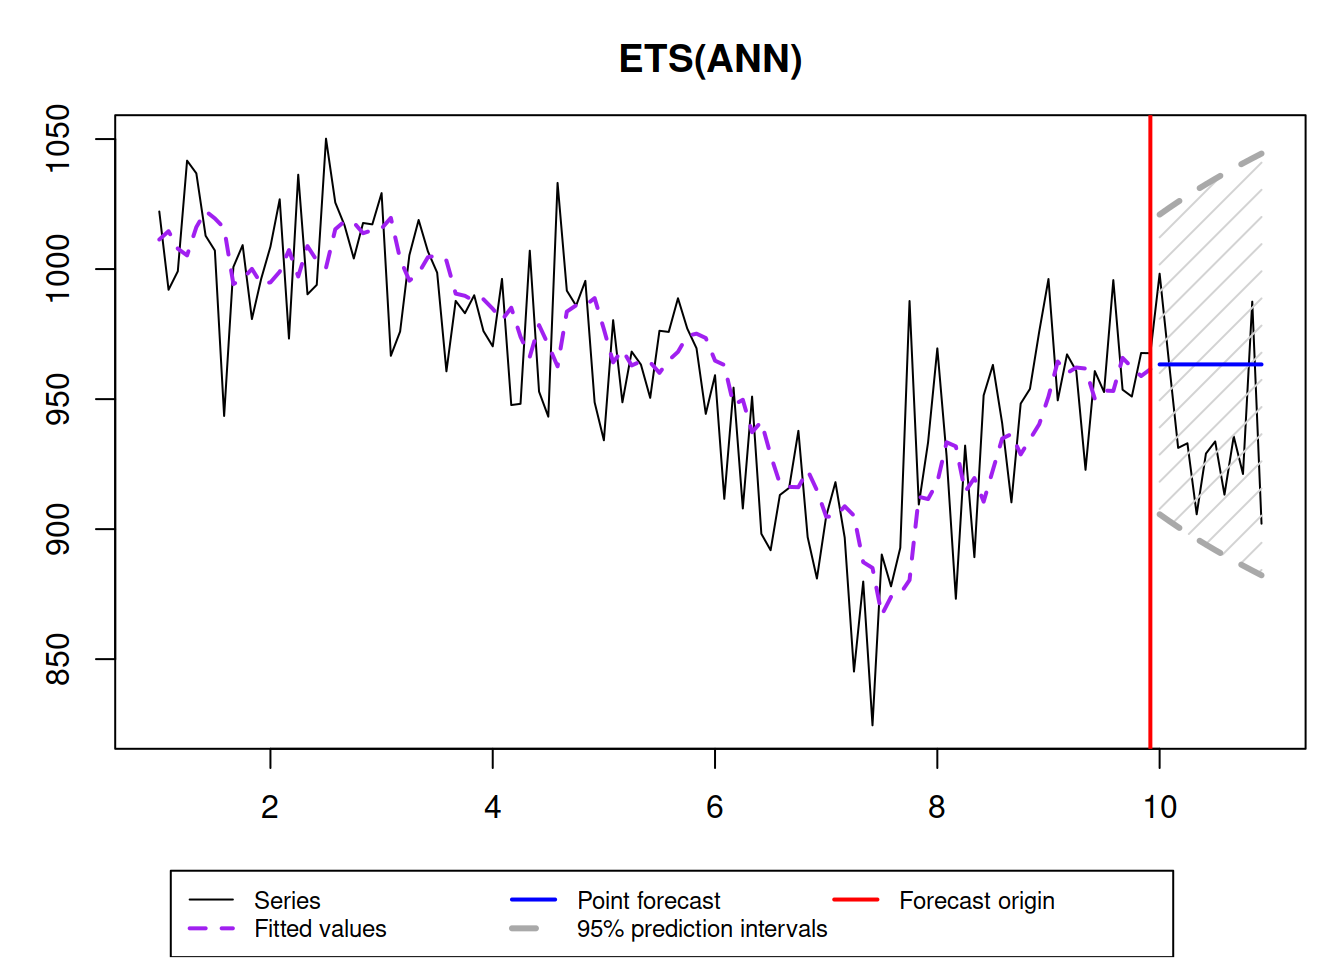 ETS(ANN)
1050
1000
950
900
850
2 4 6 8 10
Series Point forecast Forecast origin
Fitted values 95% prediction intervals